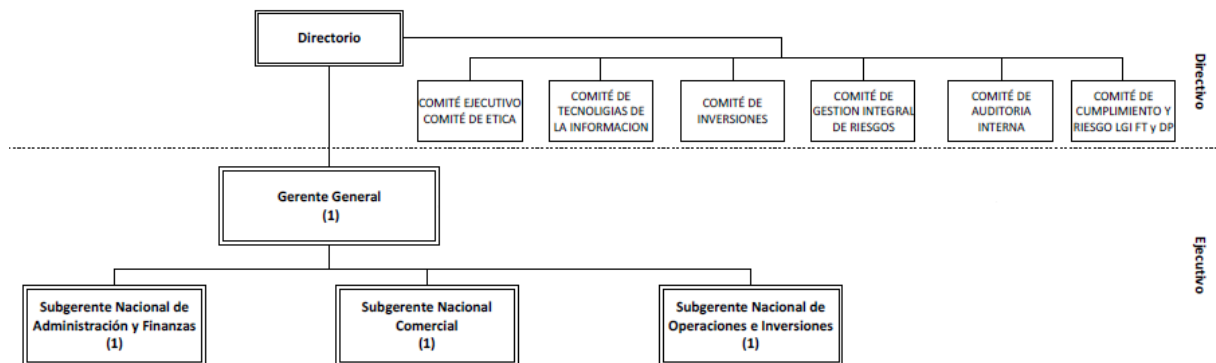 Directorio
COMITÉ EJECUTIVO
COMITÉ DE ETICA
COMITÉ DE
TECNOLIGIAS DE
LA INFORMACION
COMITÉ DE
INVERSIONES
COMITÉ DE
GESTION INTEGRAL
DE RIESGOS
COMITÉ DE
AUDITORIA
INTERNA
COMITÉ DE
CUMPLIMIENTO Y
RIESGO LGI FT y DP
Directivo
Gerente General
(1)
Ejecutivo
Subgerente Nacional de
Administración y Finanzas
(1)
Subgerente Nacional
Comercial
(1)
Subgerente Nacional de
Operaciones e Inversiones
(1)